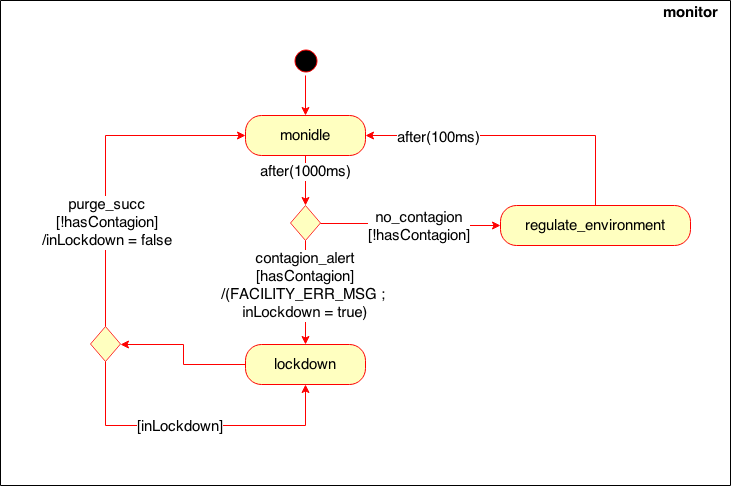 monitor
monidle
after(100ms)
after(1000ms)
purge_succ
[!hasContagion]
/inLockdown = false
no_contagion
[!hasContagion]
regulate_environment
contagion_alert
[hasContagion]
/(FACILITY_ERR_MSG ;
inLockdown = true)
lockdown
[inLockdown]